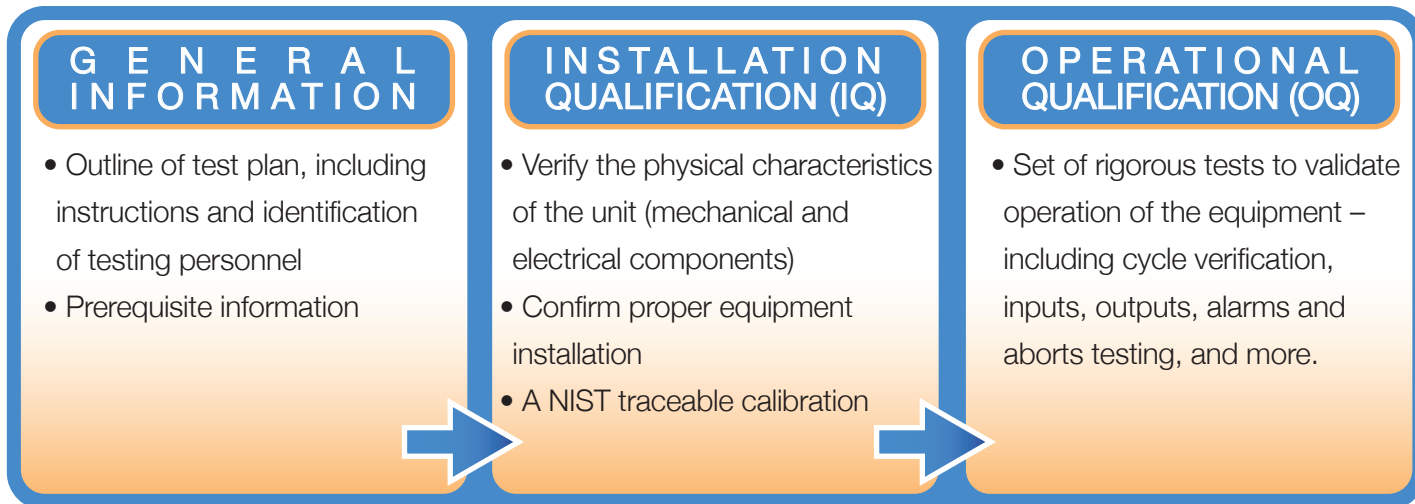 GENERAL
INFORMATION
• Outline of test plan, including
instructions and identification
of testing personnel
• Prerequisite information
INSTALLATION
QUALIFICATION (IQ)
• Verify the physical characteristics
of the unit (mechanical and
electrical components)
• Confirm proper equipment
installation
• A NIST traceable calibration
OPERATIONAL
QUALIFICATION (OQ)
• Set of rigorous tests to validate
operation of the equipment –
including cycle verification,
inputs, outputs, alarms and
aborts testing, and more.